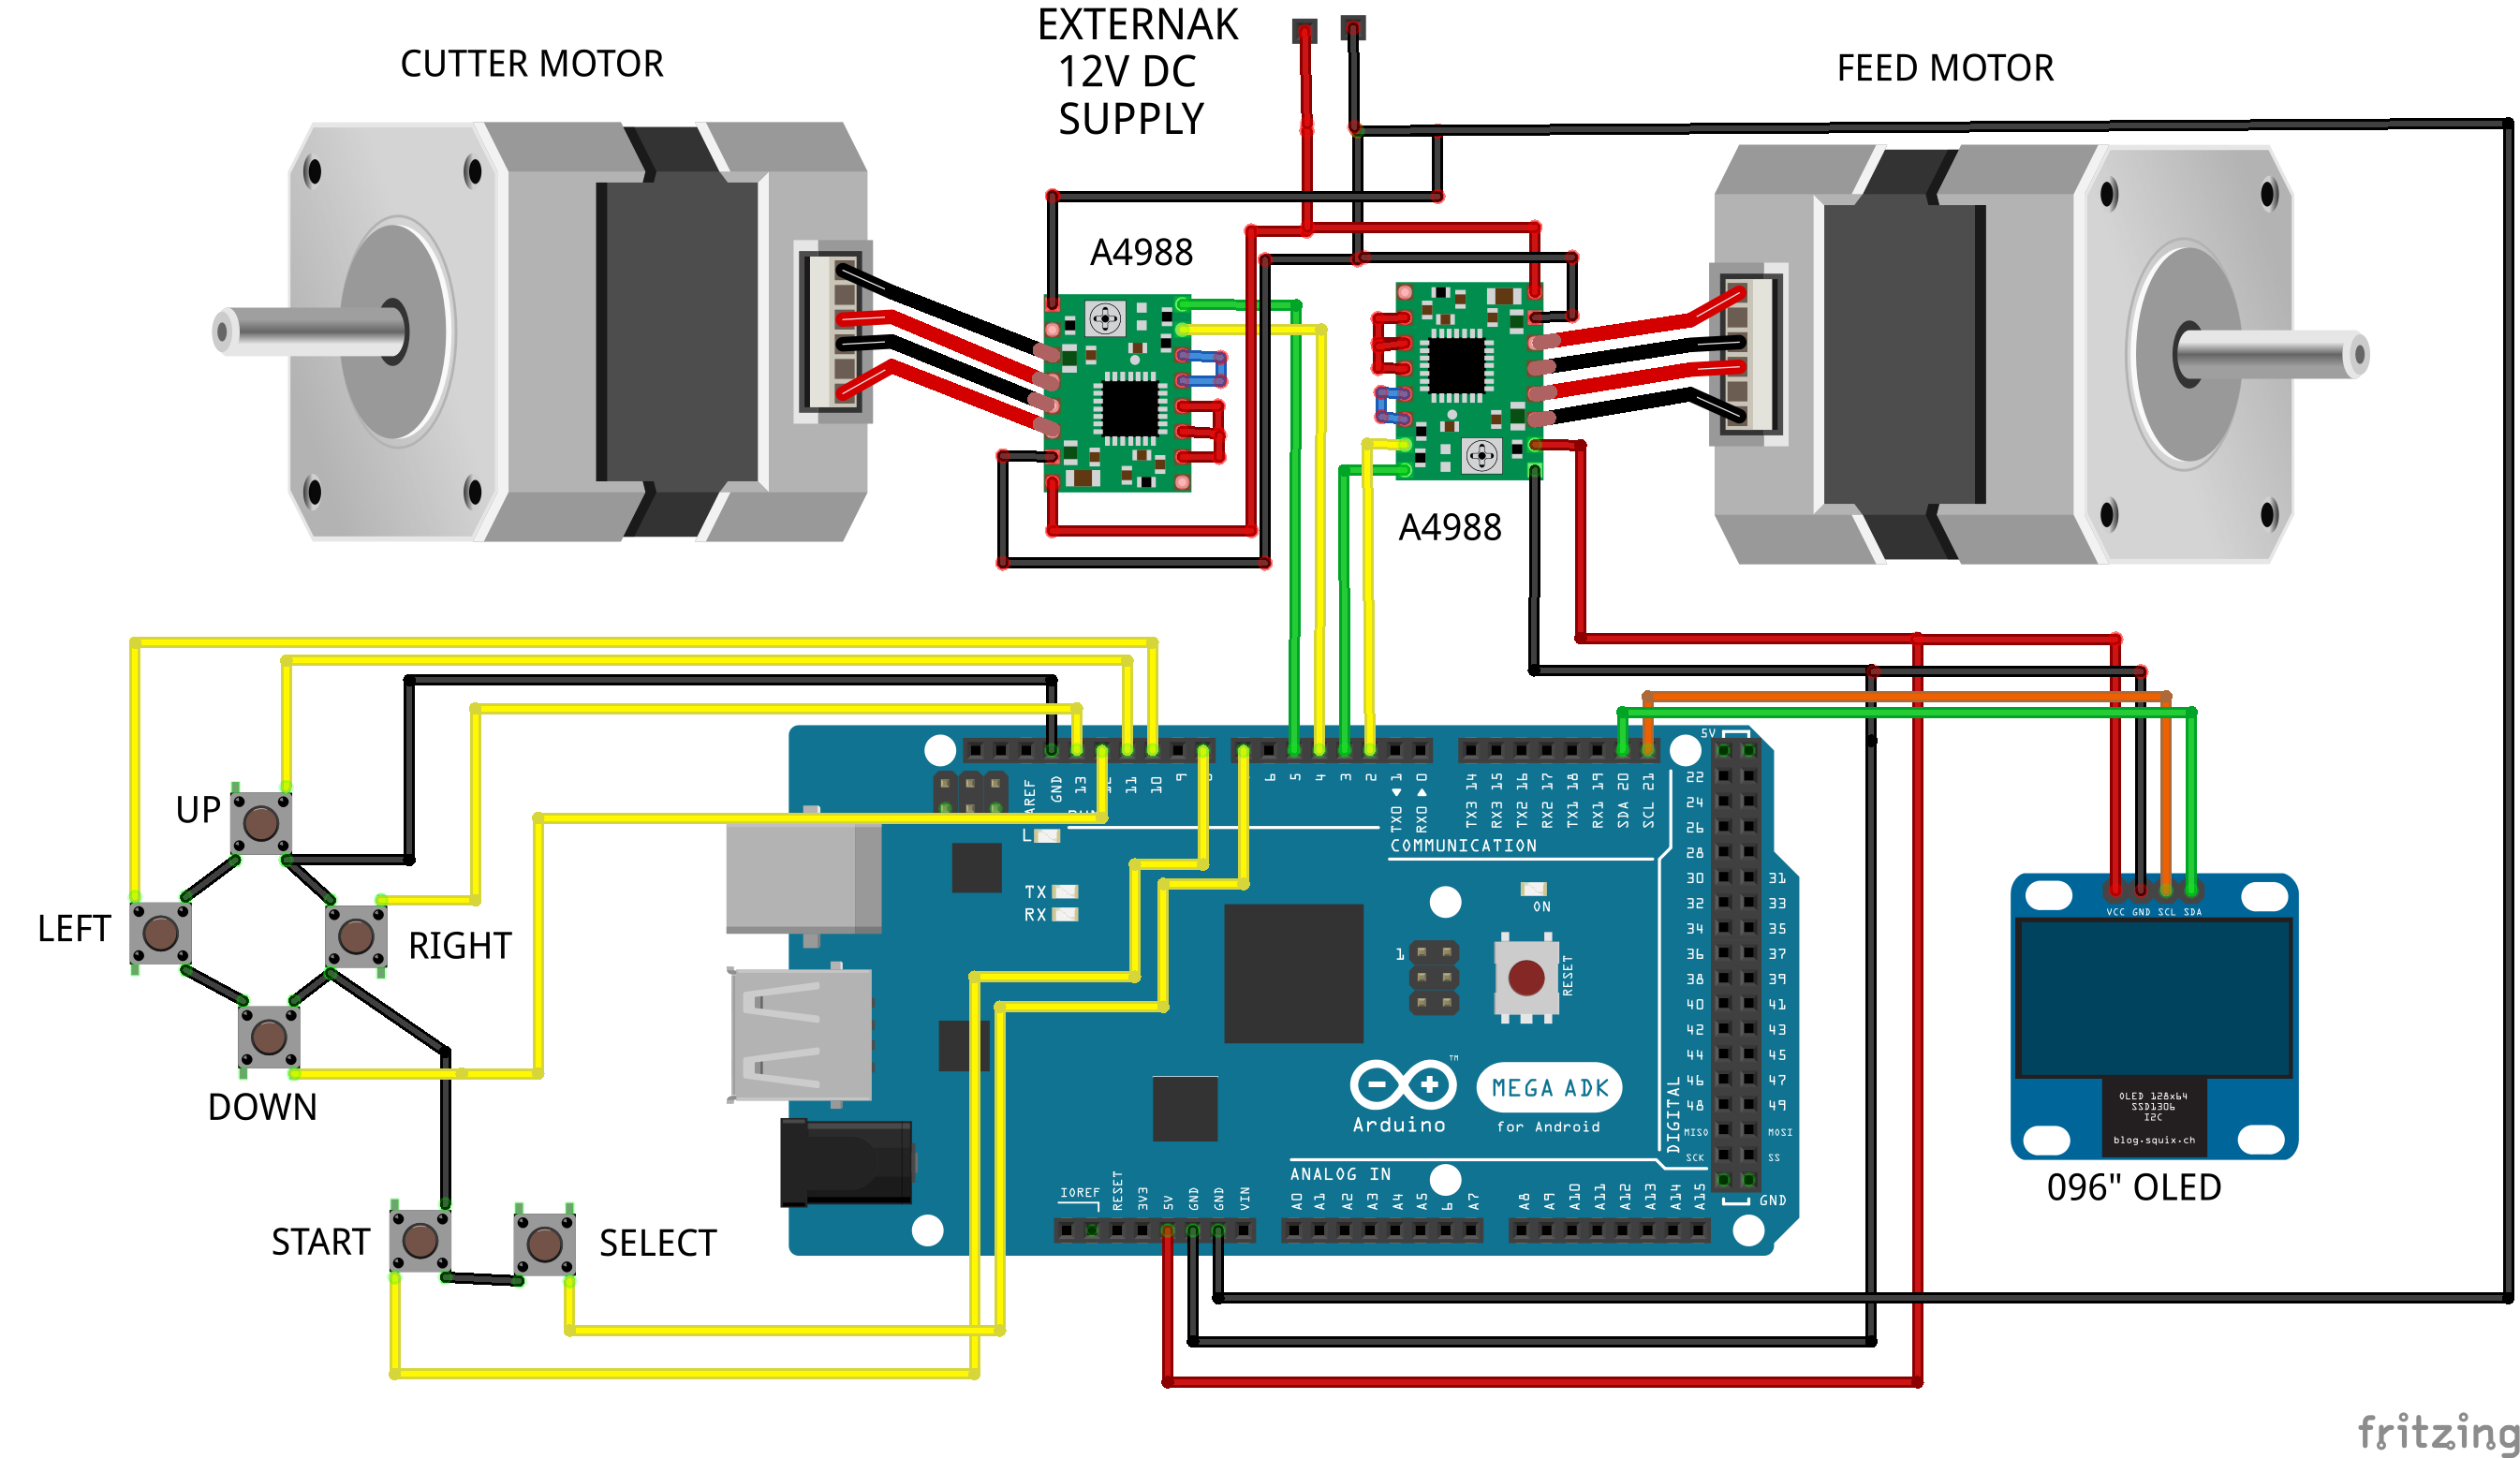 EXTERNAK
12V DC
SUPPLY
CUTTER MOTOR
FEED MOTOR
A4988
A4988
UP
LEFT
RIGHT
DOWN
START
SELECT
AREF
GND
13
11
10
9
6
5
4
3
2
TX0 1
RX0 0
TX3 14
RX3 15
TX2 16
RX2 17
TX1 18
RX1 19
SDA 20
SCL 21
5V
L
COMMUNICATION
TX
RX
ON
1
RESET
22
24
26
28
30 31
32 33
34 35
36 37
38 39
40 41
42 43
44 45
46 47
48 49
MISO MOSI
SCK SS
GND
DIGITAL
Arduino
TM
MEGA ADK
for Android
ANALOG IN
IOREF
RESET
3V3
5V
GND
GND
VIN
A0
A1
A2
A3
A4
A5
6
A7
A8
A9
A10
A11
A12
A13
A14
A15
VCC GND SCL SDA
OLED 128x64
SSD1306
I2C
blog.squix.ch
096" OLED
fritzing